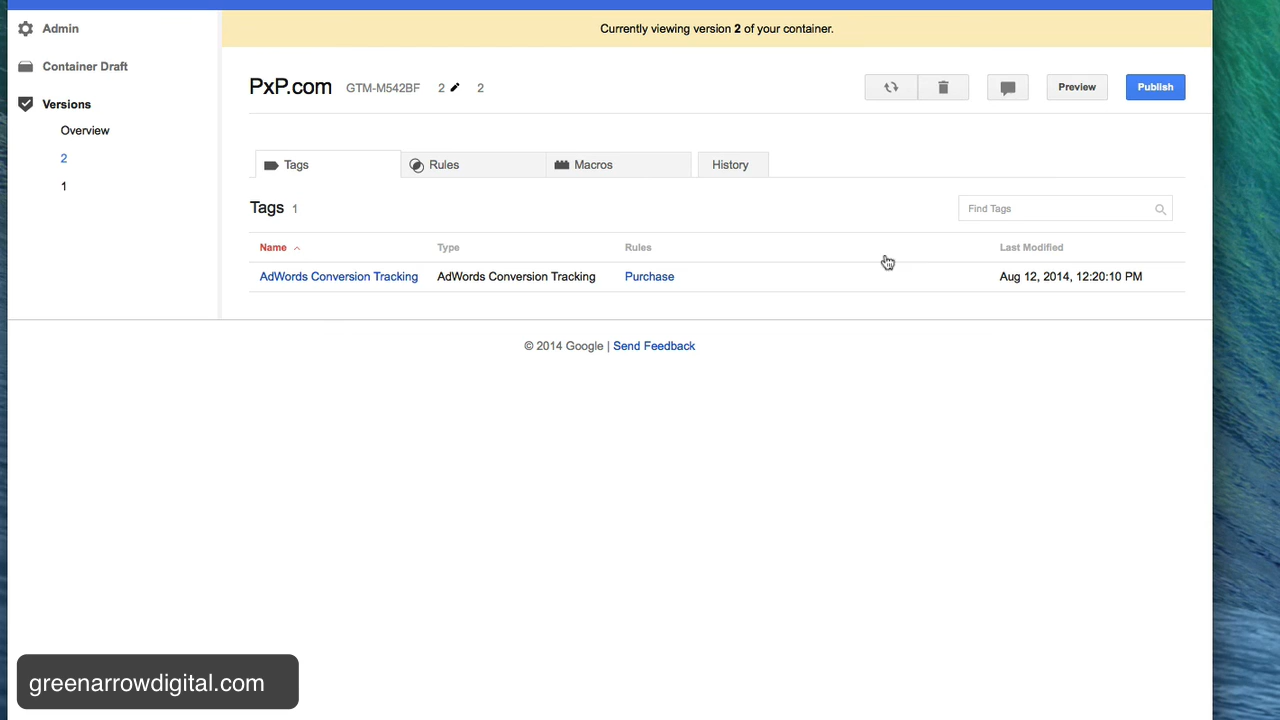 Currently viewing version 2 of your container.
Admin
Container Draft
Versions
Overview
2
1
PxP.com GTM-M542BF 2 2
Preview Publish
Tags Rules Macros History
Tags 1
Find Tags
Name Type Rules Last Modified
AdWords Conversion Tracking AdWords Conversion Tracking Purchase Aug 12, 2014, 12:20:10 PM
© 2014 Google | Send Feedback
greenarrowdigital.com